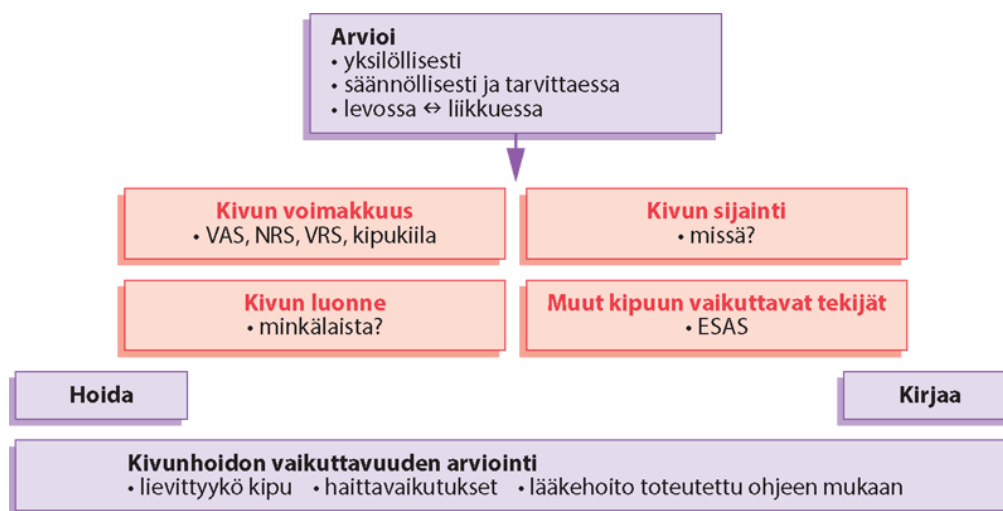 Arvioi
• yksilöllisesti
• säännöllisesti ja tarvittaessa
• levossa ↔ liikkuessa
Kivun voimakkuus
• VAS, NRS, VRS, kipukiila
Kivun sijainti
• missä?
Kivun luonne
• minkälaista?
Muut kipuun vaikuttavat tekijät
• ESAS
Hoida
Kirjaa
Kivunhoidon vaikuttavuuden arviointi
• lievittyykö kipu • haittavaikutukset • lääkehoito toteutettu ohjeen mukaan